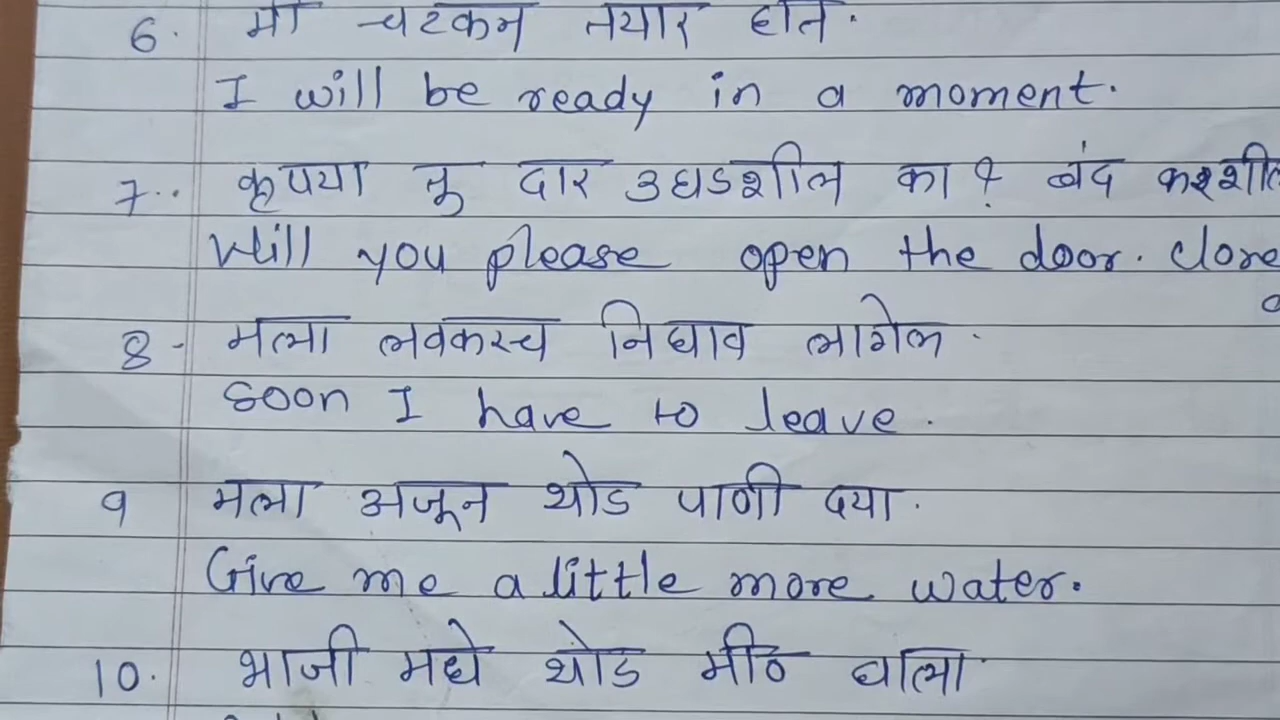 6. मी चटकन तयार होते.
I will be ready in a moment.
7.. कृपया तू दार उघडशील का? बंद करशील
Will you please open the door. close
8- मला लवकरच निघाव लागेल.
Soon I have to leave.
9 मला अजून थोड पाणी दया.
Give me a little more water.
10. भाजी मधे थोड मीठ घाला